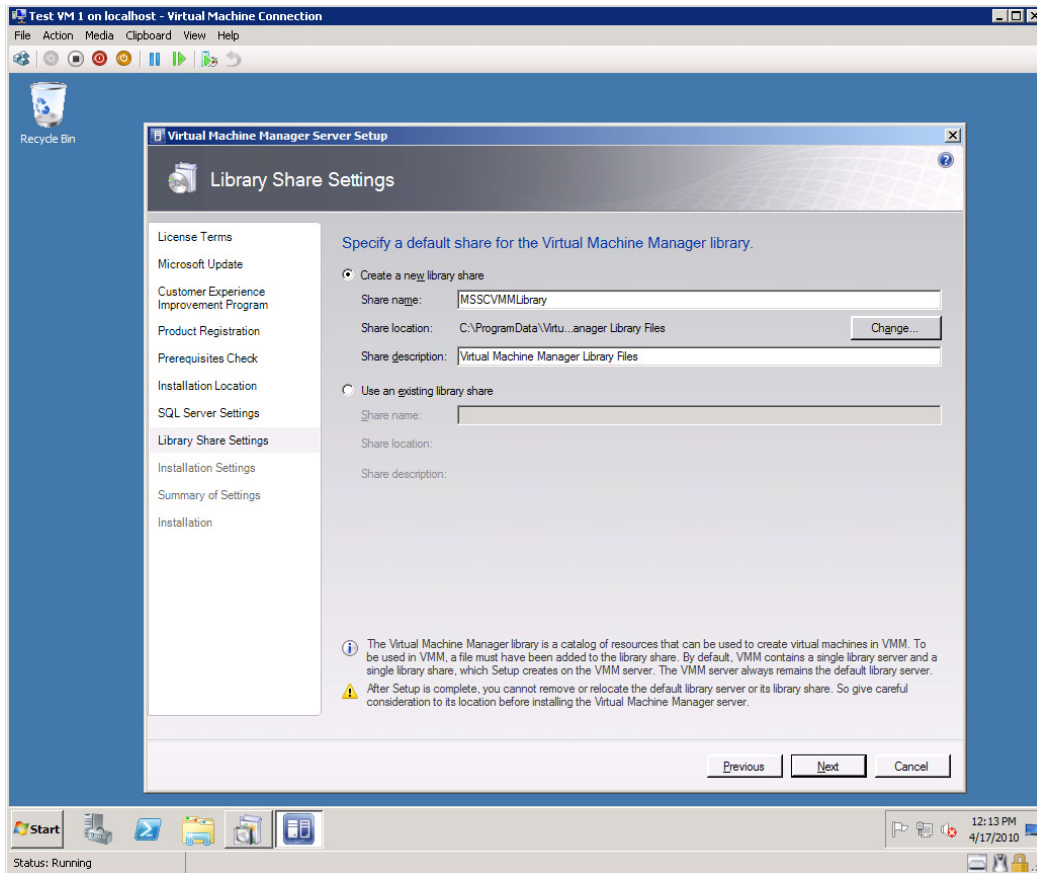 Test VM 1 on localhost - Virtual Machine Connection
File Action Media Clipboard View Help
Recycle Bin
Virtual Machine Manager Server Setup
Library Share Settings
License Terms
Microsoft Update
Customer Experience
Improvement Program
Product Registration
Prerequisites Check
Installation Location
SQL Server Settings
Library Share Settings
Installation Settings
Summary of Settings
Installation
Specify a default share for the Virtual Machine Manager library.
Create a new library share
Share name: MSSCVMMLibrary
Share location: C:\ProgramData\Virtu...anager Library Files Change...
Share description: Virtual Machine Manager Library Files
Use an existing library share
Share name:
Share location:
Share description:
The Virtual Machine Manager library is a catalog of resources that can be used to create virtual machines in VMM. To
be used in VMM, a file must have been added to the library share. By default, VMM contains a single library server and a
single library share, which Setup creates on the VMM server. The VMM server always remains the default library server.
After Setup is complete, you cannot remove or relocate the default library server or its library share. So give careful
consideration to its location before installing the Virtual Machine Manager server.
Previous Next Cancel
Start
12:13 PM
4/17/2010
Status: Running